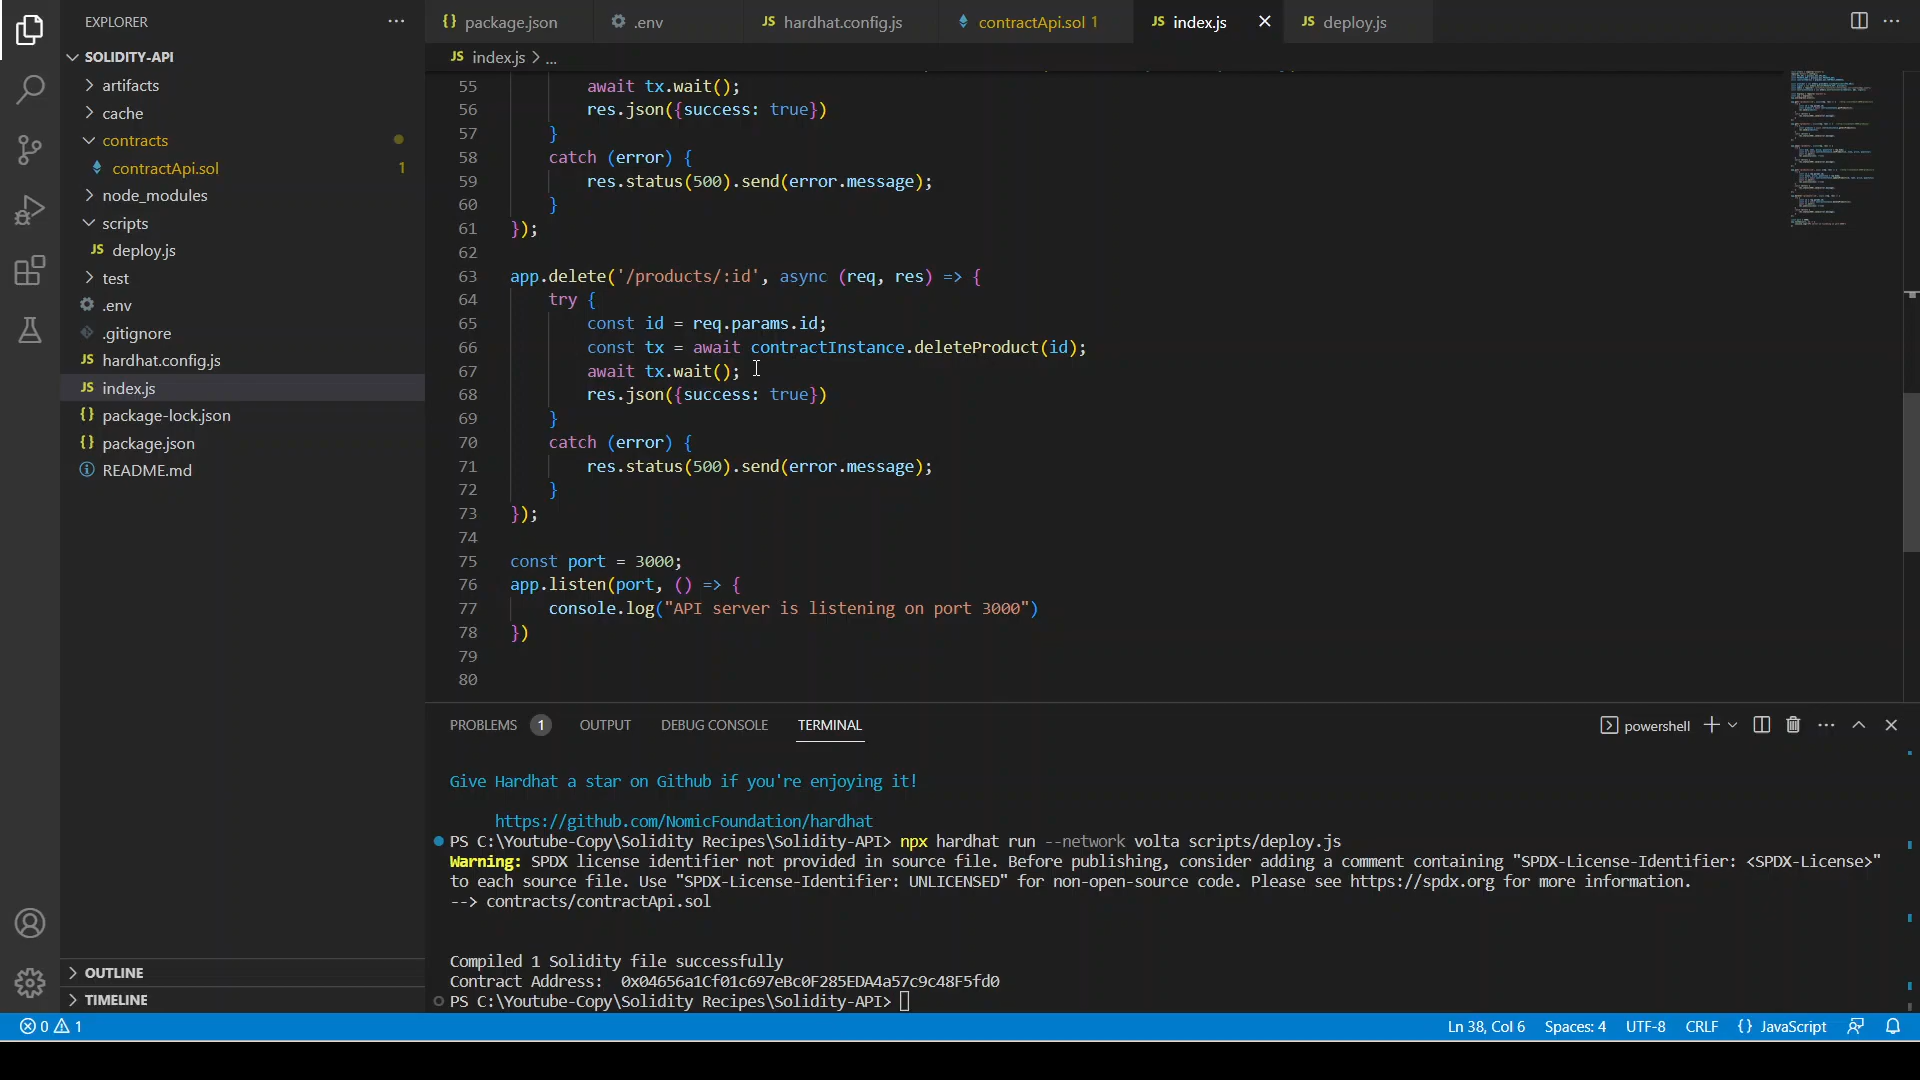 EXPLORER
SOLIDITY-API
artifacts
cache
contracts
contractApi.sol 1
node_modules
scripts
JS deploy.js
test
.env
.gitignore
JS hardhat.config.js
JS index.js
{} package-lock.json
{} package.json
README.md
OUTLINE
TIMELINE
{} package.json
.env
JS hardhat.config.js
contractApi.sol 1
JS index.js
JS deploy.js
JS index.js > ...
55 await tx.wait();
56 res.json({success: true})
57 }
58 catch (error) {
59 res.status(500).send(error.message);
60 }
61 });
62
63 app.delete('/products/:id', async (req, res) => {
64 try {
65 const id = req.params.id;
66 const tx = await contractInstance.deleteProduct(id);
67 await tx.wait();
68 res.json({success: true})
69 }
70 catch (error) {
71 res.status(500).send(error.message);
72 }
73 });
74
75 const port = 3000;
76 app.listen(port, () => {
77 console.log("API server is listening on port 3000")
78 })
79
80
PROBLEMS 1 OUTPUT DEBUG CONSOLE TERMINAL
powershell
Give Hardhat a star on Github if you're enjoying it!
https://github.com/NomicFoundation/hardhat
PS C:\Youtube-Copy\Solidity Recipes\Solidity-API> npx hardhat run --network volta scripts/deploy.js
Warning: SPDX license identifier not provided in source file. Before publishing, consider adding a comment containing "SPDX-License-Identifier: <SPDX-License>"
to each source file. Use "SPDX-License-Identifier: UNLICENSED" for non-open-source code. Please see https://spdx.org for more information.
--> contracts/contractApi.sol
Compiled 1 Solidity file successfully
Contract Address: 0x04656a1Cf01c697eBc0F285EDA4a57c9c48F5fd0
PS C:\Youtube-Copy\Solidity Recipes\Solidity-API>
0 1
Ln 38, Col 6 Spaces: 4 UTF-8 CRLF {} JavaScript